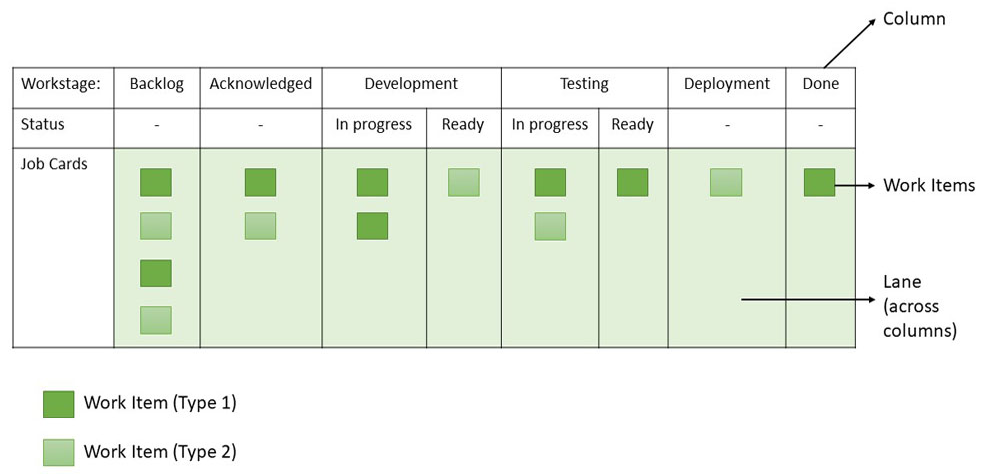 Column
Workstage: Backlog Acknowledged Development Testing Deployment Done
Status - - In progress Ready In progress Ready - -
Job Cards
Work Items
Lane
(across
columns)
Work Item (Type 1)
Work Item (Type 2)